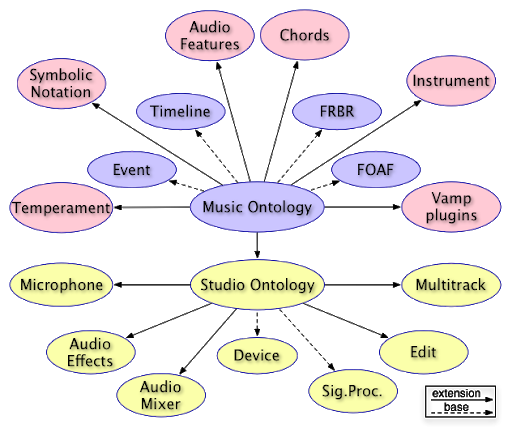 Audio
Features
Chords
Symbolic
Notation
Instrument
Timeline
FRBR
Event
FOAF
Temperament
Music Ontology
Vamp
plugins
Microphone
Studio Ontology
Multitrack
Audio
Effects
Device
Edit
Audio
Mixer
Sig.Proc.
extension
base